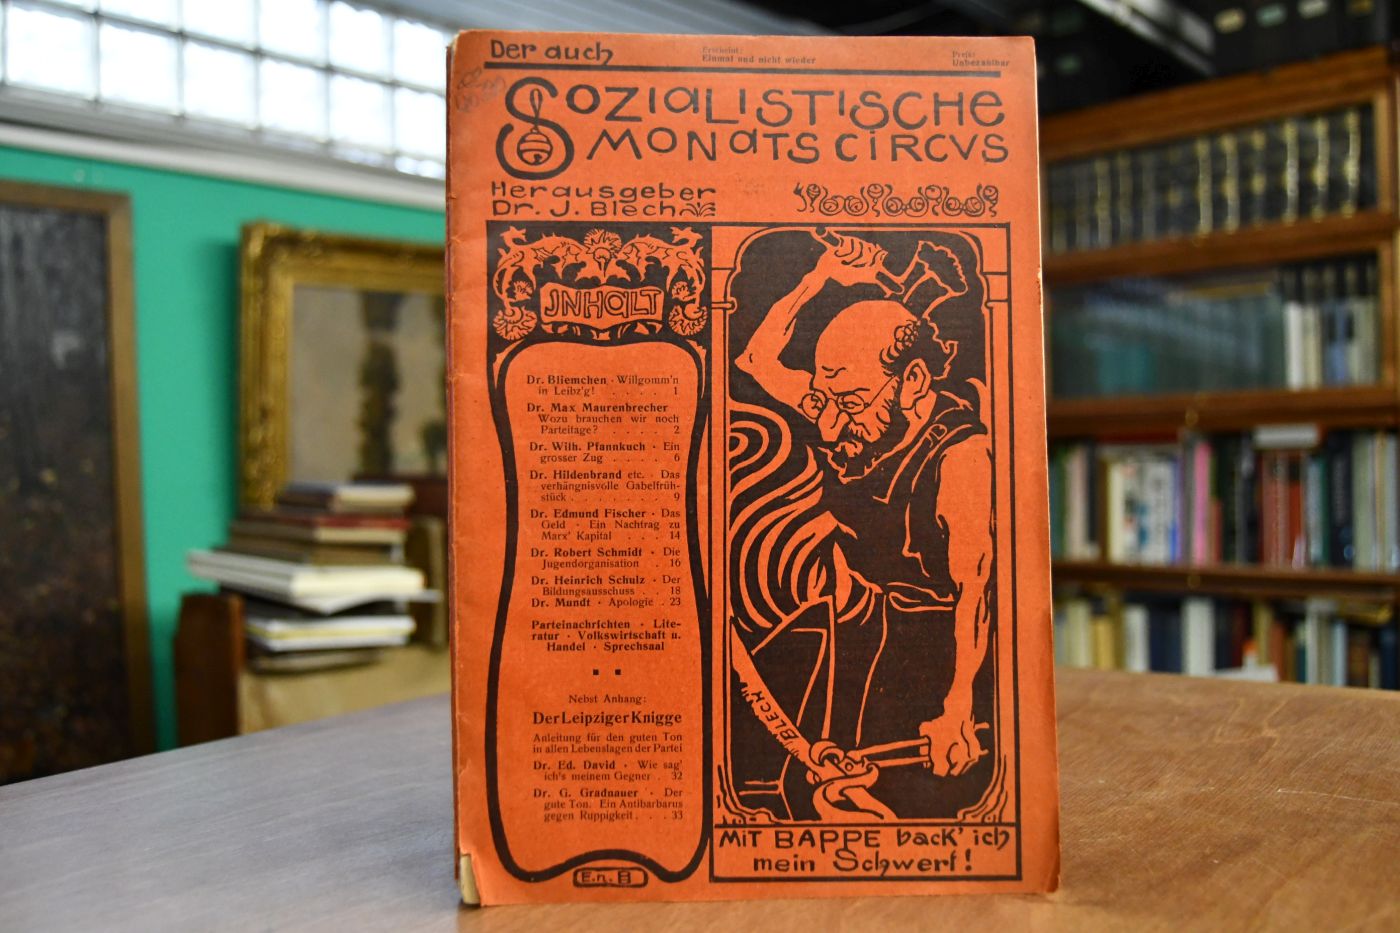 Der auch
Erscheint:
Einmal und nicht wieder
Preis:
Unbezahlbar
Sozialistische
Monatscircus
Herausgeber
Dr. J. Blech
JNHALT
Dr. Bliemchen · Willgomm'n
in Leibz'g! . . . . 1
Dr. Max Maurenbrecher
Wozu brauchen wir noch
Parteitage? . . . . 2
Dr. Wilh. Pfannkuch · Ein
grosser Zug . . . . . 6
Dr. Hildenbrand etc. · Das
verhängnisvolle Gabelfrüh-
stück . . . . . . . 9
Dr. Edmund Fischer · Das
Geld · Ein Nachtrag zu
Marx' Kapital . . . 14
Dr. Robert Schmidt · Die
Jugendorganisation . 16
Dr. Heinrich Schulz · Der
Bildungsausschuss . . 18
Dr. Mundt · Apologie . 23
Parteinachrichten · Lite-
ratur · Volkswirtschaft u.
Handel · Sprechsaal
Nebst Anhang:
Der Leipziger Knigge
Anleitung für den guten Ton
in allen Lebenslagen der Partei
Dr. Ed. David · Wie sag'
ich's meinem Gegner . 32
Dr. G. Gradnauer · Der
gute Ton. Ein Antibarbarus
gegen Ruppigkeit . . . 33
E.n.B
BLECH
MIT BAPPE back' ich
mein Schwert!